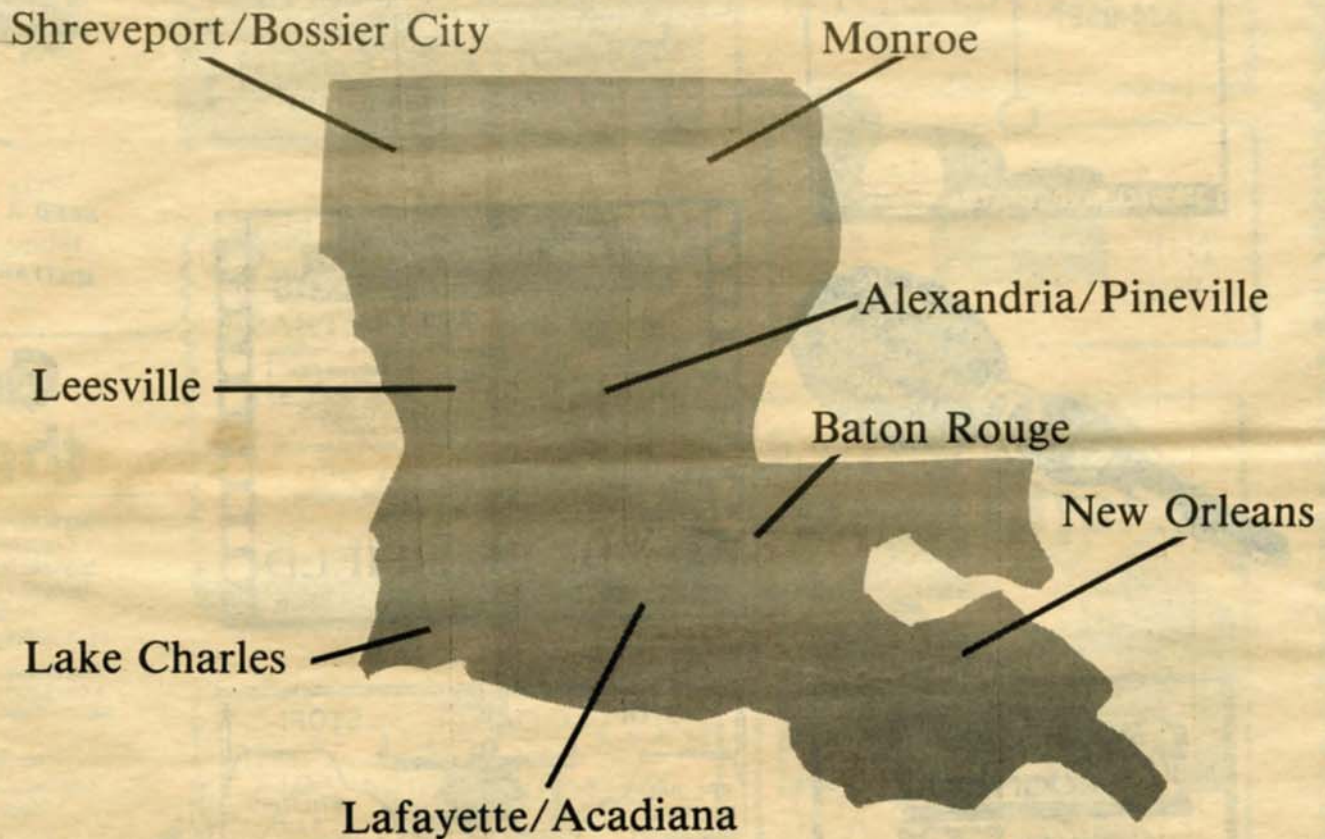 Shreveport/Bossier City
Monroe
Alexandria/Pineville
Leesville
Baton Rouge
New Orleans
Lake Charles
Lafayette/Acadiana